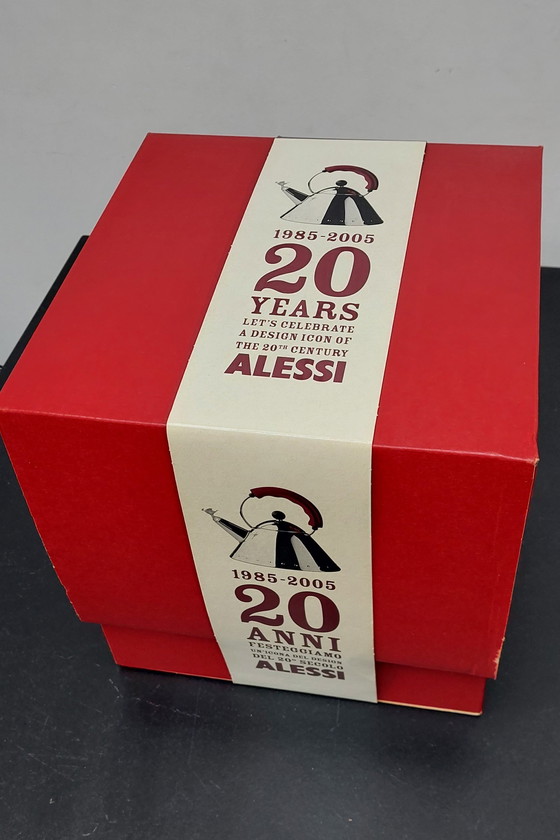 1985-2005
20
YEARS
LET'S CELEBRATE
A DESIGN ICON OF
THE 20TH CENTURY
ALESSI
1985-2005
20
ANNI
FESTEGGIAMO
UN'ICONA DEL DESIGN
DEL 20° SECOLO
ALESSI